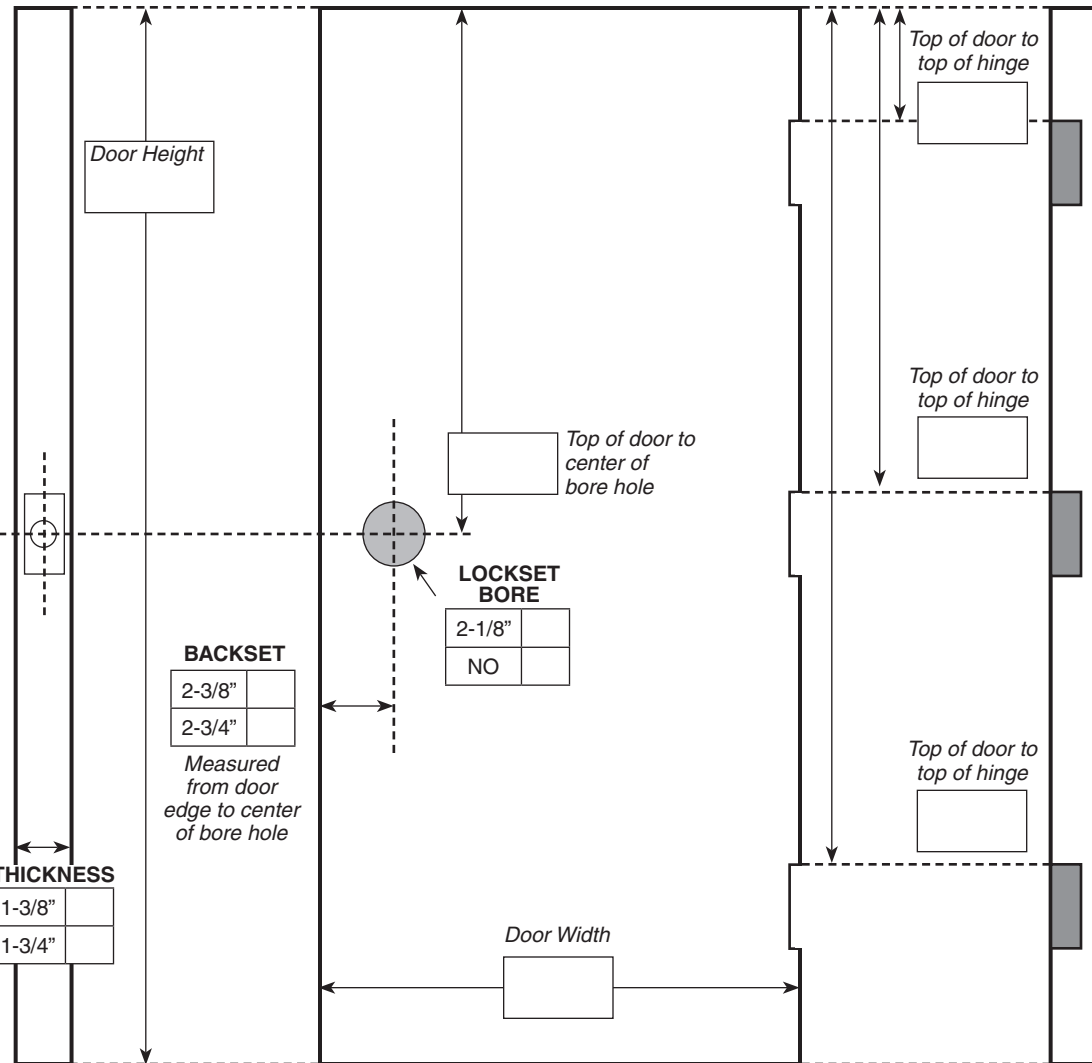 Top of door to
top of hinge
Door Height
Top of door to
top of hinge
Top of door to
center of
bore hole
LOCKSET
BORE
2-1/8”
NO
BACKSET
2-3/8”
2-3/4”
Measured
from door
edge to center
of bore hole
Top of door to
top of hinge
THICKNESS
1-3/8”
1-3/4”
Door Width